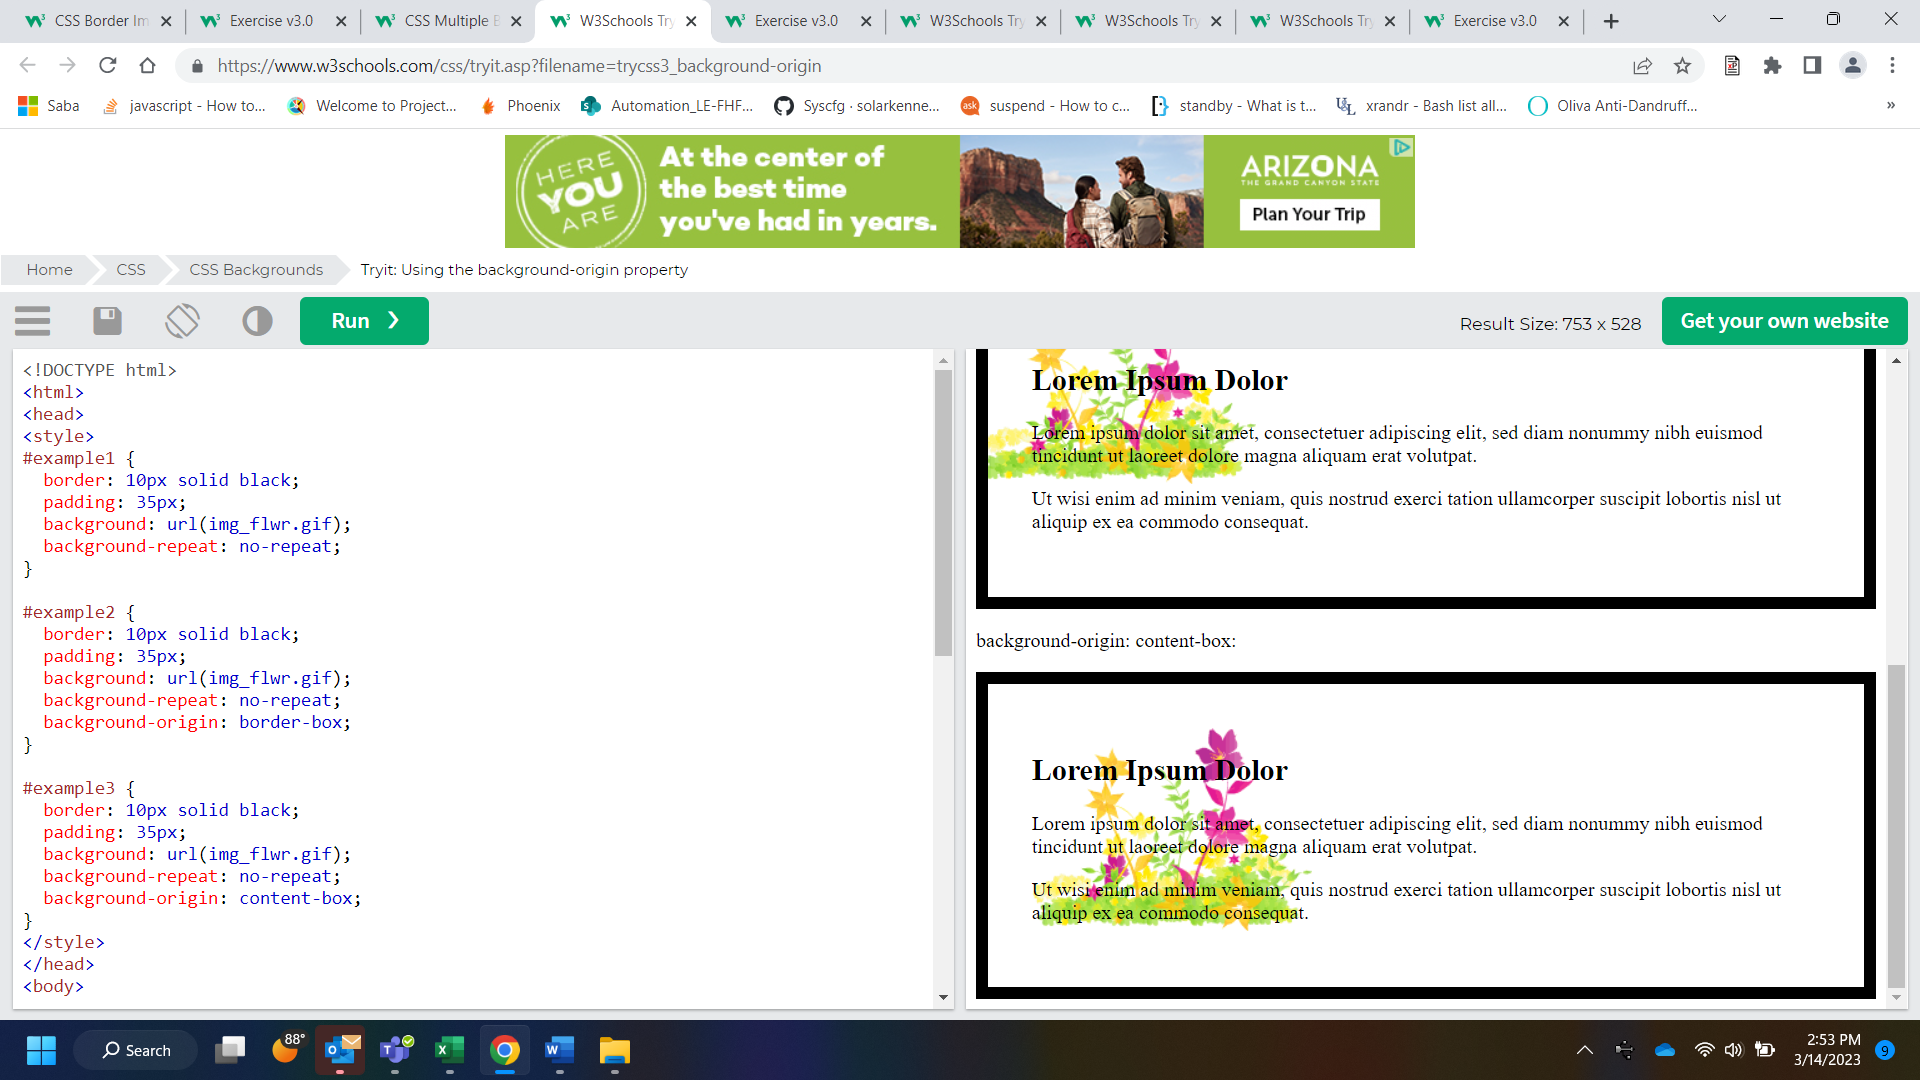 CSS Border Im
Exercise v3.0
CSS Multiple B
W3Schools Try
Exercise v3.0
W3Schools Try
W3Schools Try
W3Schools Try
Exercise v3.0
https://www.w3schools.com/css/tryit.asp?filename=trycss3_background-origin
Saba
javascript - How to...
Welcome to Project...
Phoenix
Automation_LE-FHF...
Syscfg · solarkenne...
ask
suspend - How to c...
standby - What is t...
xrandr - Bash list all...
Oliva Anti-Dandruff...
»
HERE
YOU
ARE
At the center of
the best time
you've had in years.
ARIZONA
THE GRAND CANYON STATE
Plan Your Trip
Home
CSS
CSS Backgrounds
Tryit: Using the background-origin property
Run ❯
Result Size: 753 x 528
Get your own website
<!DOCTYPE html>
<html>
<head>
<style>
#example1 {
border: 10px solid black;
padding: 35px;
background: url(img_flwr.gif);
background-repeat: no-repeat;
}
#example2 {
border: 10px solid black;
padding: 35px;
background: url(img_flwr.gif);
background-repeat: no-repeat;
background-origin: border-box;
}
#example3 {
border: 10px solid black;
padding: 35px;
background: url(img_flwr.gif);
background-repeat: no-repeat;
background-origin: content-box;
}
</style>
</head>
<body>
Lorem Ipsum Dolor
Lorem ipsum dolor sit amet, consectetuer adipiscing elit, sed diam nonummy nibh euismod
tincidunt ut laoreet dolore magna aliquam erat volutpat.
Ut wisi enim ad minim veniam, quis nostrud exerci tation ullamcorper suscipit lobortis nisl ut
aliquip ex ea commodo consequat.
background-origin: content-box:
Lorem Ipsum Dolor
Lorem ipsum dolor sit amet, consectetuer adipiscing elit, sed diam nonummy nibh euismod
tincidunt ut laoreet dolore magna aliquam erat volutpat.
Ut wisi enim ad minim veniam, quis nostrud exerci tation ullamcorper suscipit lobortis nisl ut
aliquip ex ea commodo consequat.
Search
88°
2:53 PM
3/14/2023
9